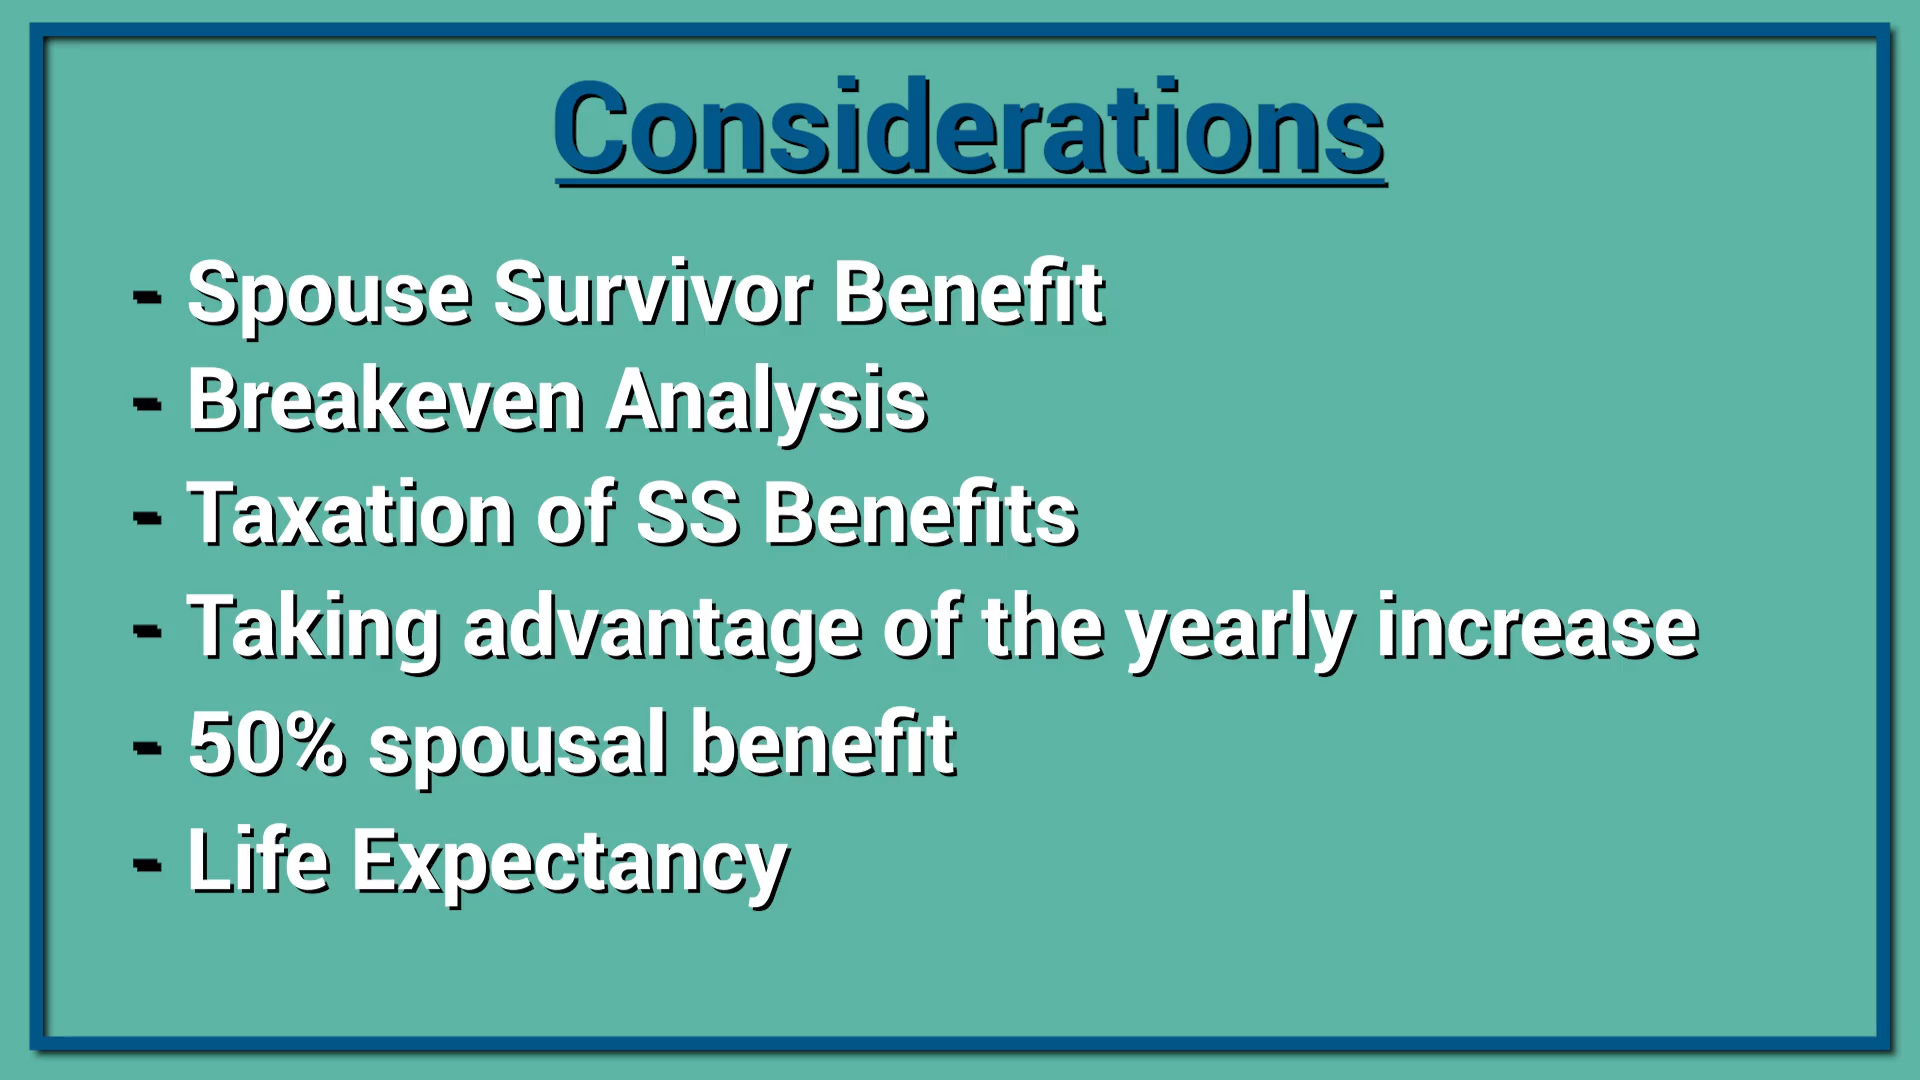 Considerations
- Spouse Survivor Benefit
- Breakeven Analysis
- Taxation of SS Benefits
- Taking advantage of the yearly increase
- 50% spousal benefit
- Life Expectancy